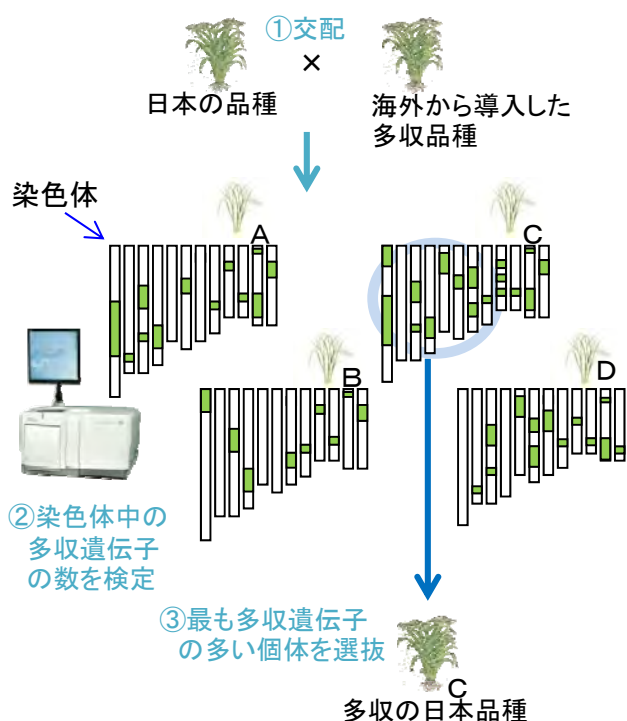 ①交配
×
日本の品種
海外から導入した
多収品種
染色体
A
C
B
D
②染色体中の
多収遺伝子
の数を検定
③最も多収遺伝子
の多い個体を選抜
C
多収の日本品種